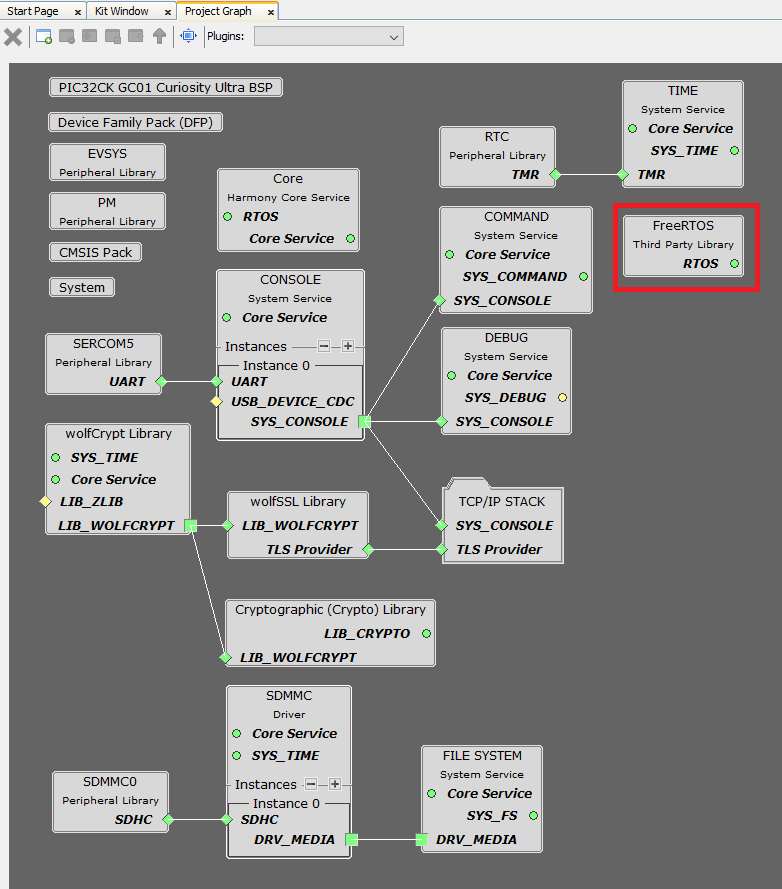 Start Page x Kit Window x Project Graph x
Plugins:
PIC32CK GC01 Curiosity Ultra BSP
Device Family Pack (DFP)
EVSYS
Peripheral Library
PM
Peripheral Library
CMSIS Pack
System
Core
Harmony Core Service
RTOS
Core Service
RTC
Peripheral Library
TMR
TIME
System Service
Core Service
SYS_TIME
TMR
FreeRTOS
Third Party Library
RTOS
COMMAND
System Service
Core Service
SYS_COMMAND
SYS_CONSOLE
CONSOLE
System Service
Core Service
Instances
Instance 0
UART
USB_DEVICE_CDC
SYS_CONSOLE
SERCOM5
Peripheral Library
UART
DEBUG
System Service
Core Service
SYS_DEBUG
SYS_CONSOLE
wolfCrypt Library
SYS_TIME
Core Service
LIB_ZLIB
LIB_WOLFCRYPT
wolfSSL Library
LIB_WOLFCRYPT
TLS Provider
TCP/IP STACK
SYS_CONSOLE
TLS Provider
Cryptographic (Crypto) Library
LIB_CRYPTO
LIB_WOLFCRYPT
SDMMC
Driver
Core Service
SYS_TIME
Instances
Instance 0
SDHC
DRV_MEDIA
SDMMC0
Peripheral Library
SDHC
FILE SYSTEM
System Service
Core Service
SYS_FS
DRV_MEDIA